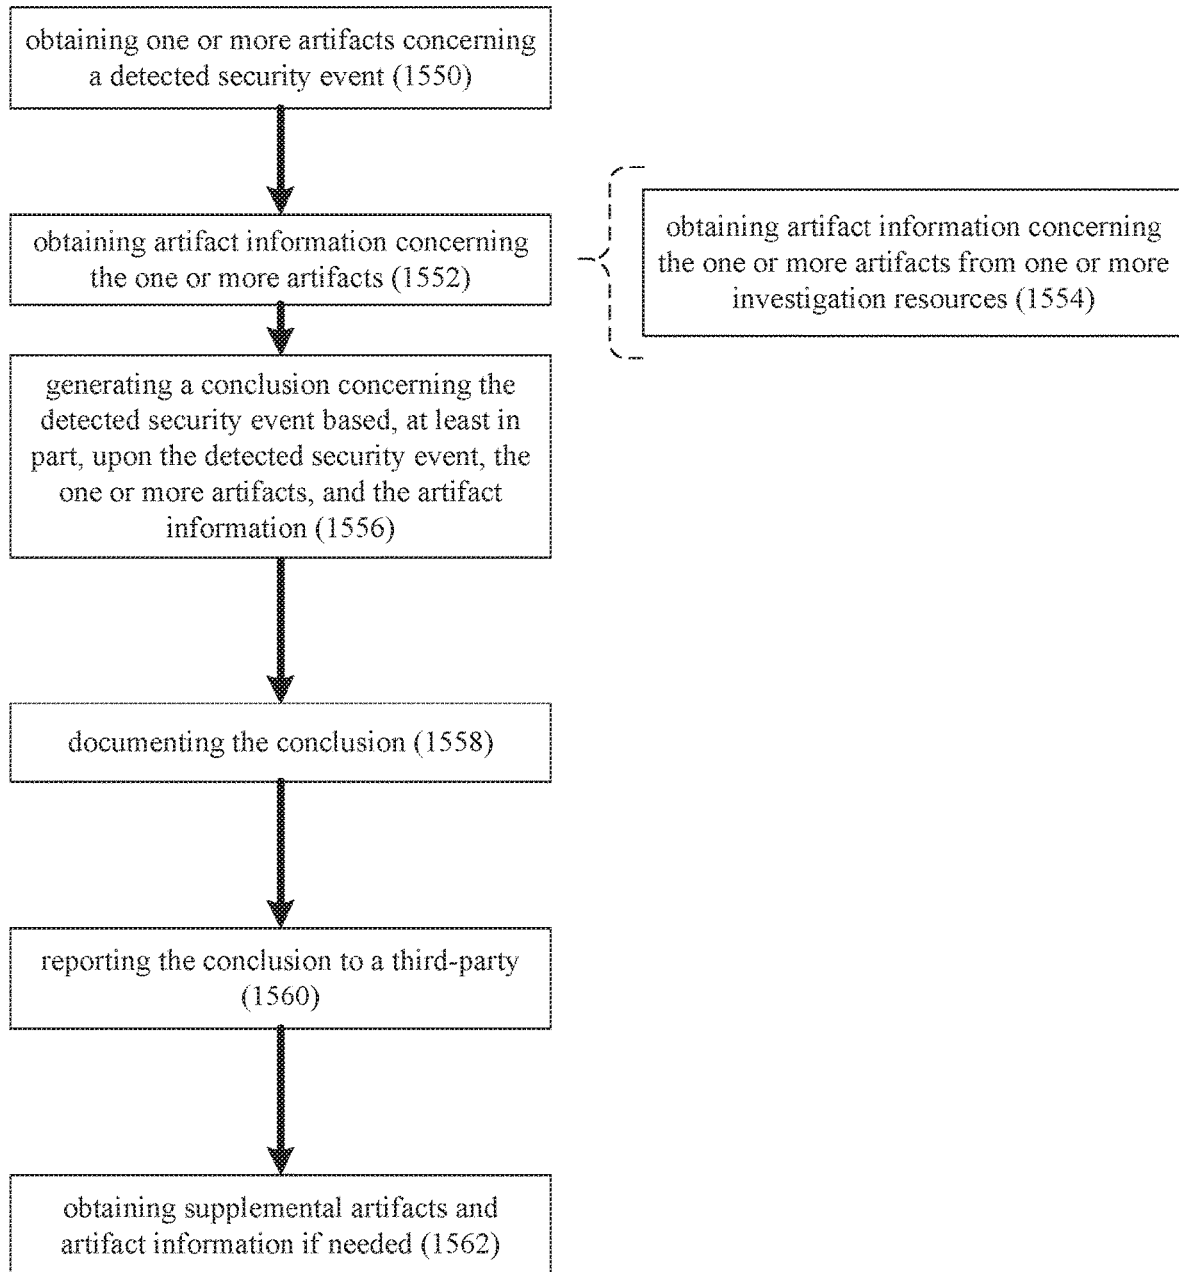 obtaining one or more artifacts concerning
a detected security event (1550)
obtaining artifact information concerning
the one or more artifacts (1552)
obtaining artifact information concerning
the one or more artifacts from one or more
investigation resources (1554)
generating a conclusion concerning the
detected security event based, at least in
part, upon the detected security event, the
one or more artifacts, and the artifact
information (1556)
documenting the conclusion (1558)
reporting the conclusion to a third-party
(1560)
obtaining supplemental artifacts and
artifact information if needed (1562)